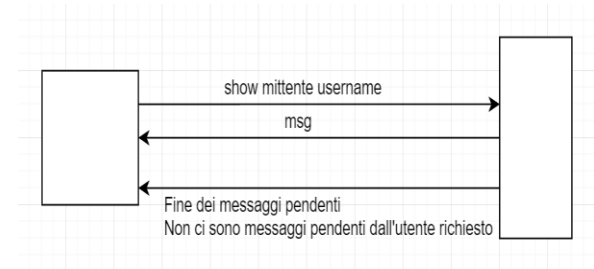 show mittente username
msg
Fine dei messaggi pendenti
Non ci sono messaggi pendenti dall'utente richiesto